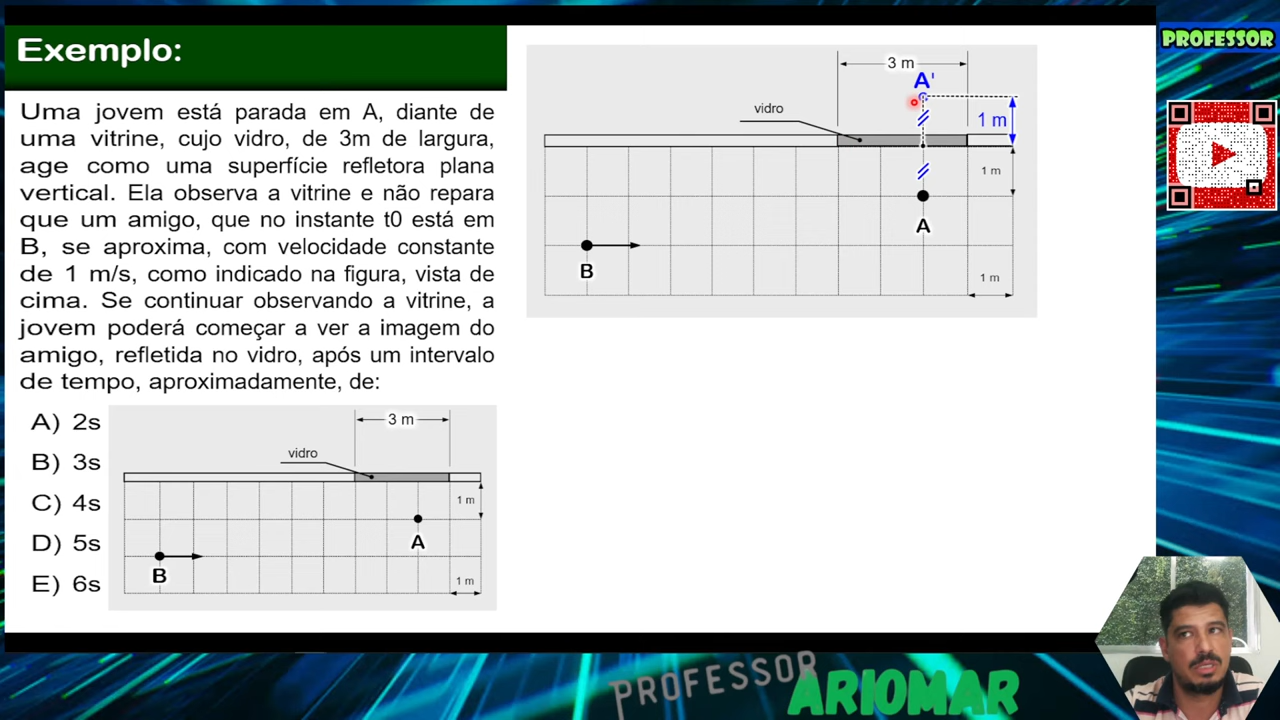 Exemplo:
Uma jovem está parada em A, diante de
uma vitrine, cujo vidro, de 3m de largura,
age como uma superfície refletora plana
vertical. Ela observa a vitrine e não repara
que um amigo, que no instante t0 está em
B, se aproxima, com velocidade constante
de 1 m/s, como indicado na figura, vista de
cima. Se continuar observando a vitrine, a
jovem poderá começar a ver a imagem do
amigo, refletida no vidro, após um intervalo
de tempo, aproximadamente, de:
A) 2s
B) 3s
C) 4s
D) 5s
E) 6s
3 m
vidro
1 m
A
B
1 m
3 m
A'
vidro
1 m
1 m
A
B
1 m
PROFESSOR
PROFESSOR
ARIOMAR